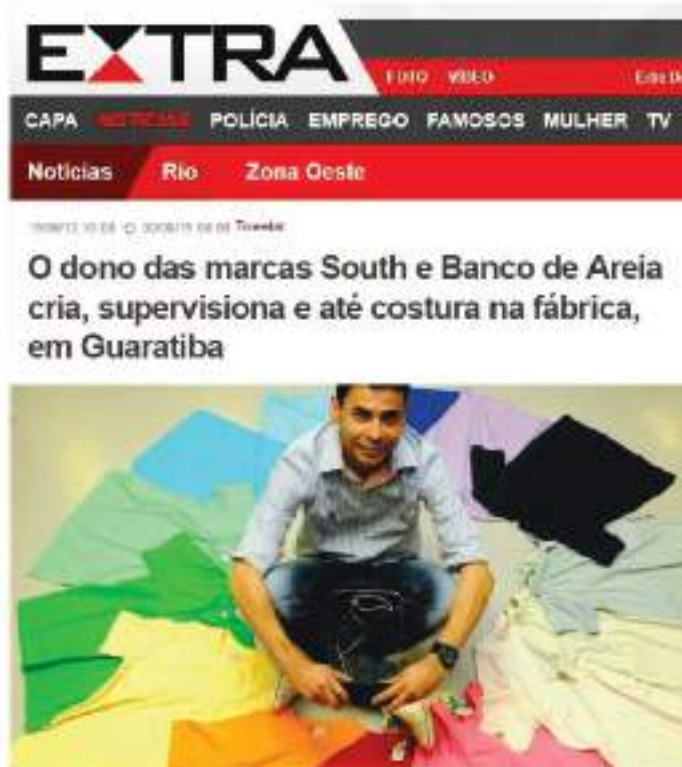 EXTRA
FOTO VÍDEO
CAPA NOTÍCIAS POLÍCIA EMPREGO FAMOSOS MULHER TV
Notícias Rio Zona Oeste
O dono das marcas South e Banco de Areia
cria, supervisiona e até costura na fábrica,
em Guaratiba